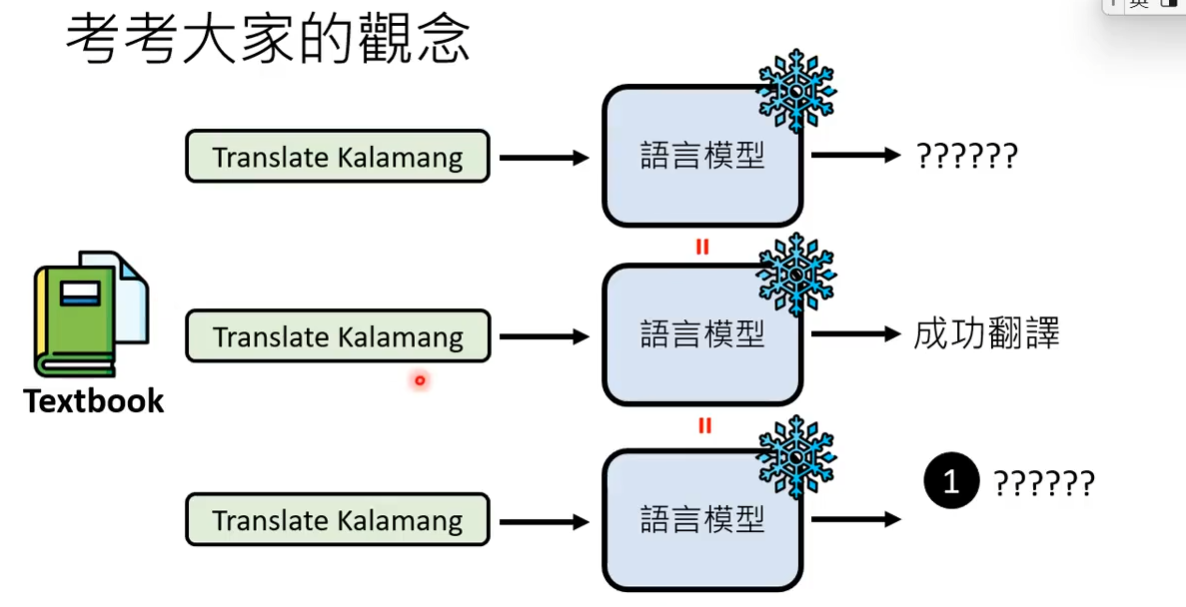 英
考考大家的觀念
Translate Kalamang
語言模型
??????
Translate Kalamang
語言模型
成功翻譯
Textbook
Translate Kalamang
語言模型
1 ??????